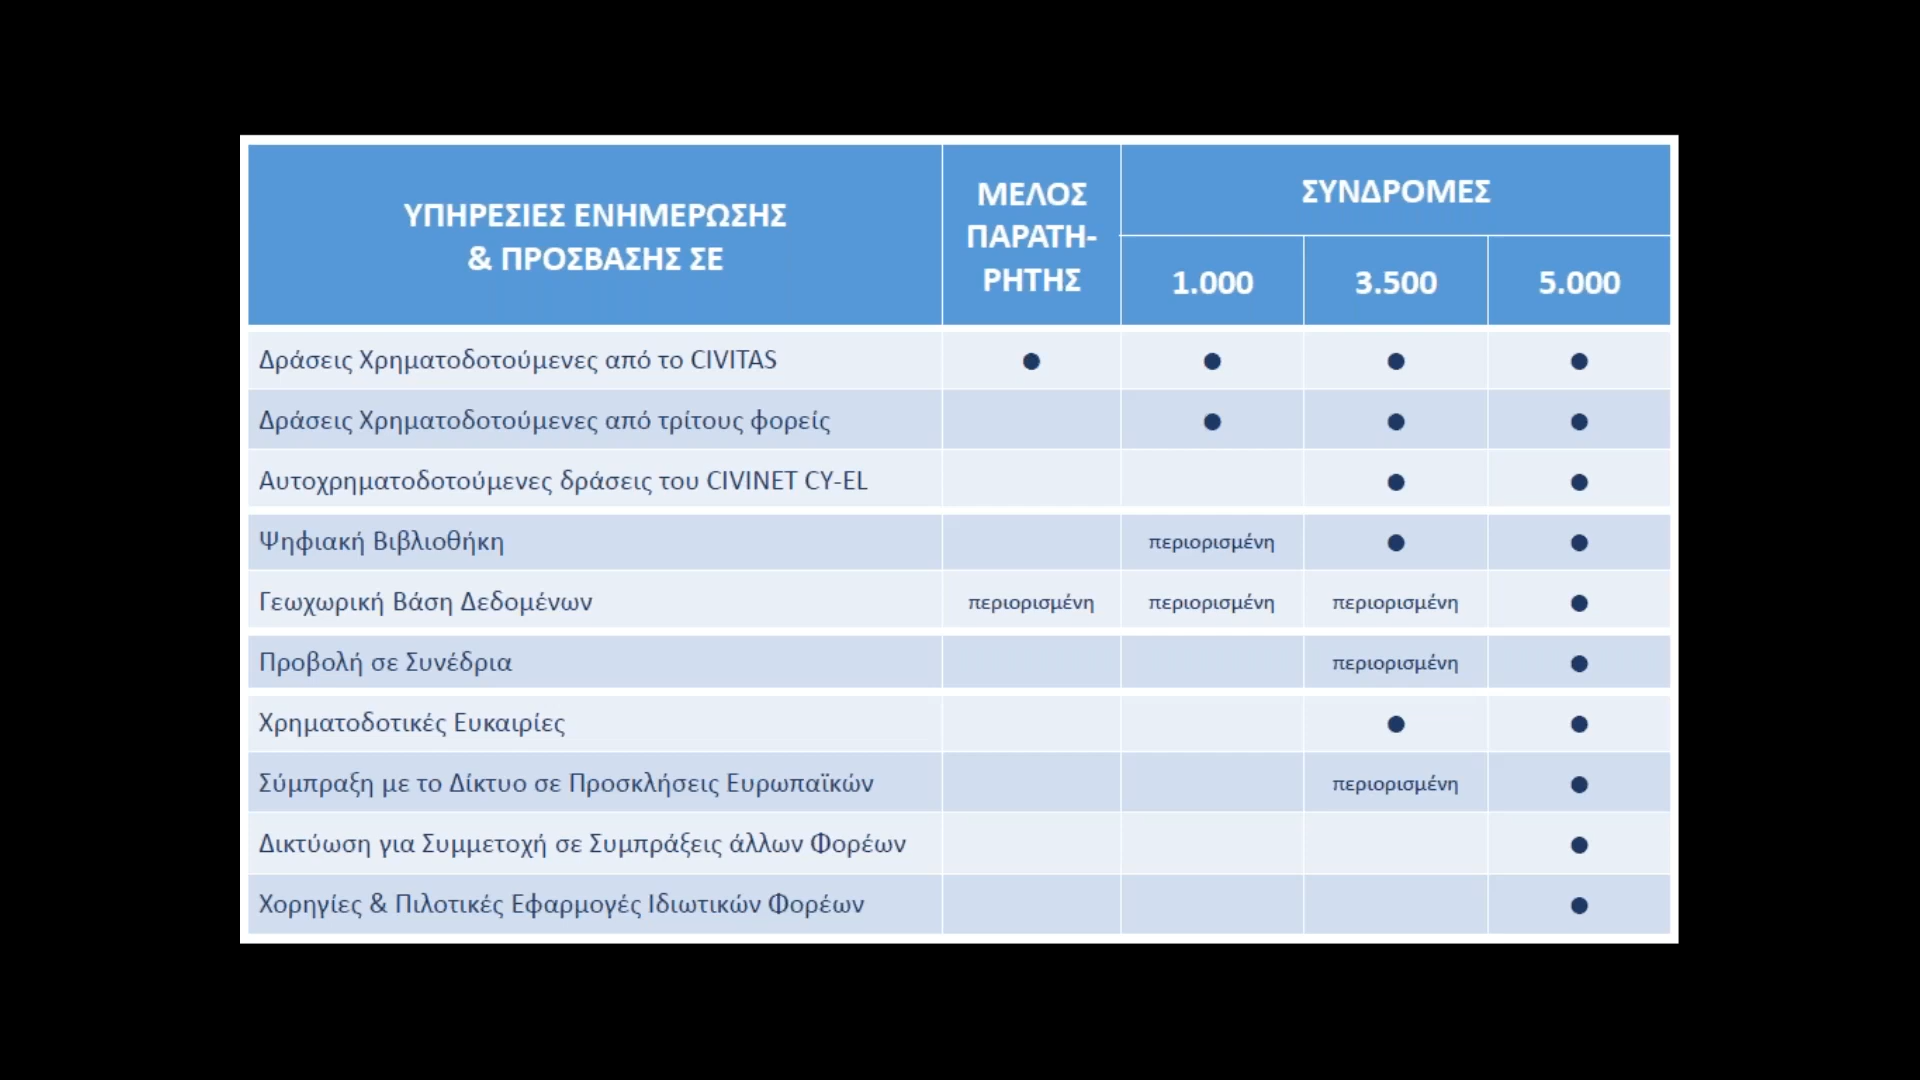 ΥΠΗΡΕΣΙΕΣ ΕΝΗΜΕΡΩΣΗΣ
& ΠΡΟΣΒΑΣΗΣ ΣΕ
ΜΕΛΟΣ
ΠΑΡΑΤΗ-
ΡΗΤΗΣ
ΣΥΝΔΡΟΜΕΣ
1.000 3.500 5.000
Δράσεις Χρηματοδοτούμενες από το CIVITAS ● ● ● ●
Δράσεις Χρηματοδοτούμενες από τρίτους φορείς ● ● ●
Αυτοχρηματοδοτούμενες δράσεις του CIVINET CY-EL ● ●
Ψηφιακή Βιβλιοθήκη περιορισμένη ● ●
Γεωχωρική Βάση Δεδομένων περιορισμένη περιορισμένη περιορισμένη ●
Προβολή σε Συνέδρια περιορισμένη ●
Χρηματοδοτικές Ευκαιρίες ● ●
Σύμπραξη με το Δίκτυο σε Προσκλήσεις Ευρωπαϊκών περιορισμένη ●
Δικτύωση για Συμμετοχή σε Συμπράξεις άλλων Φορέων ●
Χορηγίες & Πιλοτικές Εφαρμογές Ιδιωτικών Φορέων ●